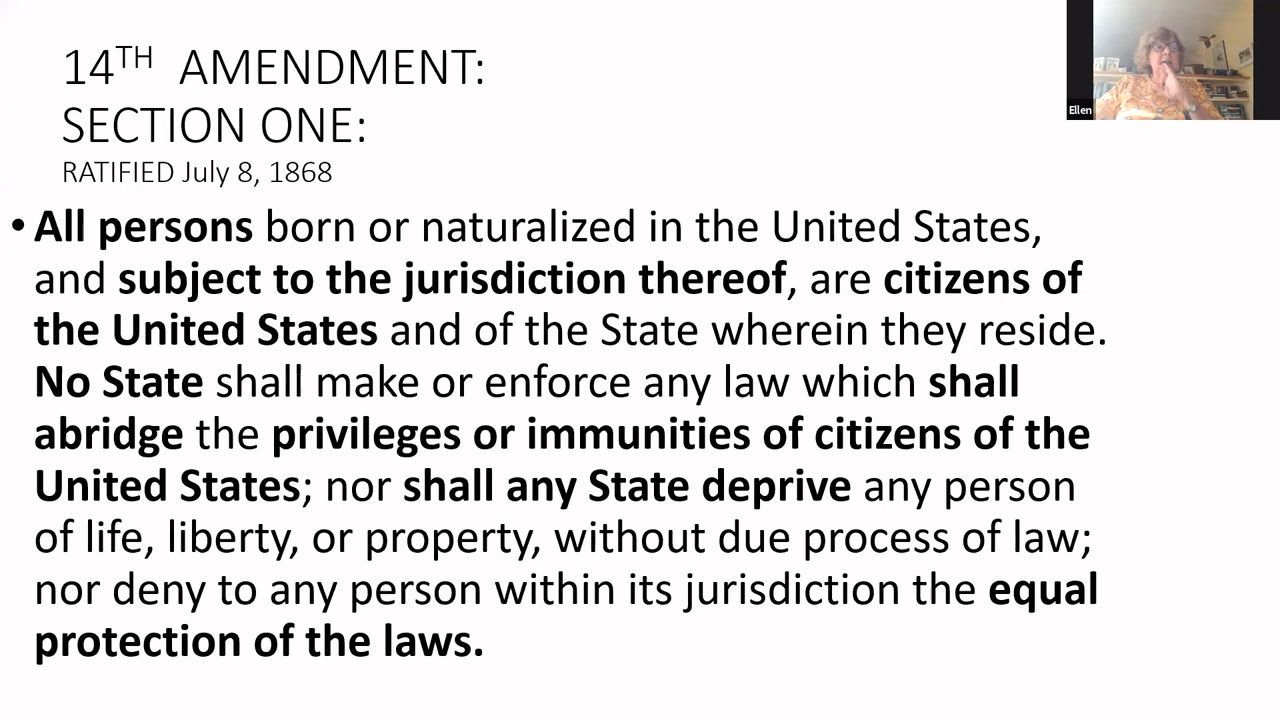 14TH AMENDMENT:
SECTION ONE:
RATIFIED July 8, 1868
• All persons born or naturalized in the United States,
and subject to the jurisdiction thereof, are citizens of
the United States and of the State wherein they reside.
No State shall make or enforce any law which shall
abridge the privileges or immunities of citizens of the
United States; nor shall any State deprive any person
of life, liberty, or property, without due process of law;
nor deny to any person within its jurisdiction the equal
protection of the laws.
Ellen